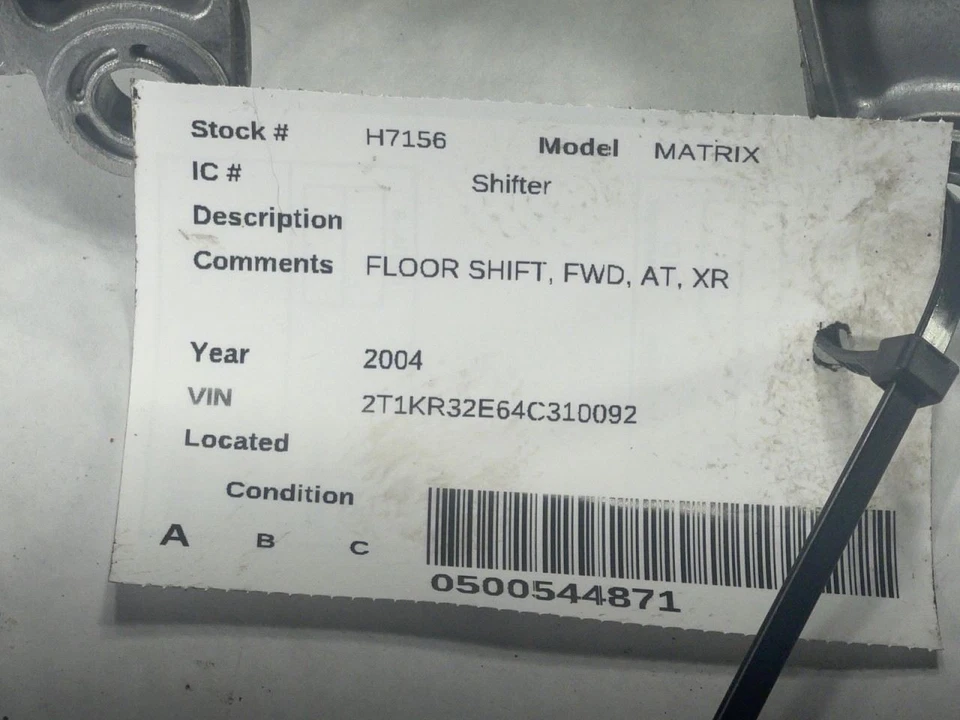 Stock # H7156 Model MATRIX
IC # Shifter
Description
Comments FLOOR SHIFT, FWD, AT, XR
Year 2004
VIN 2T1KR32E64C310092
Located
Condition
A B C
0500544871